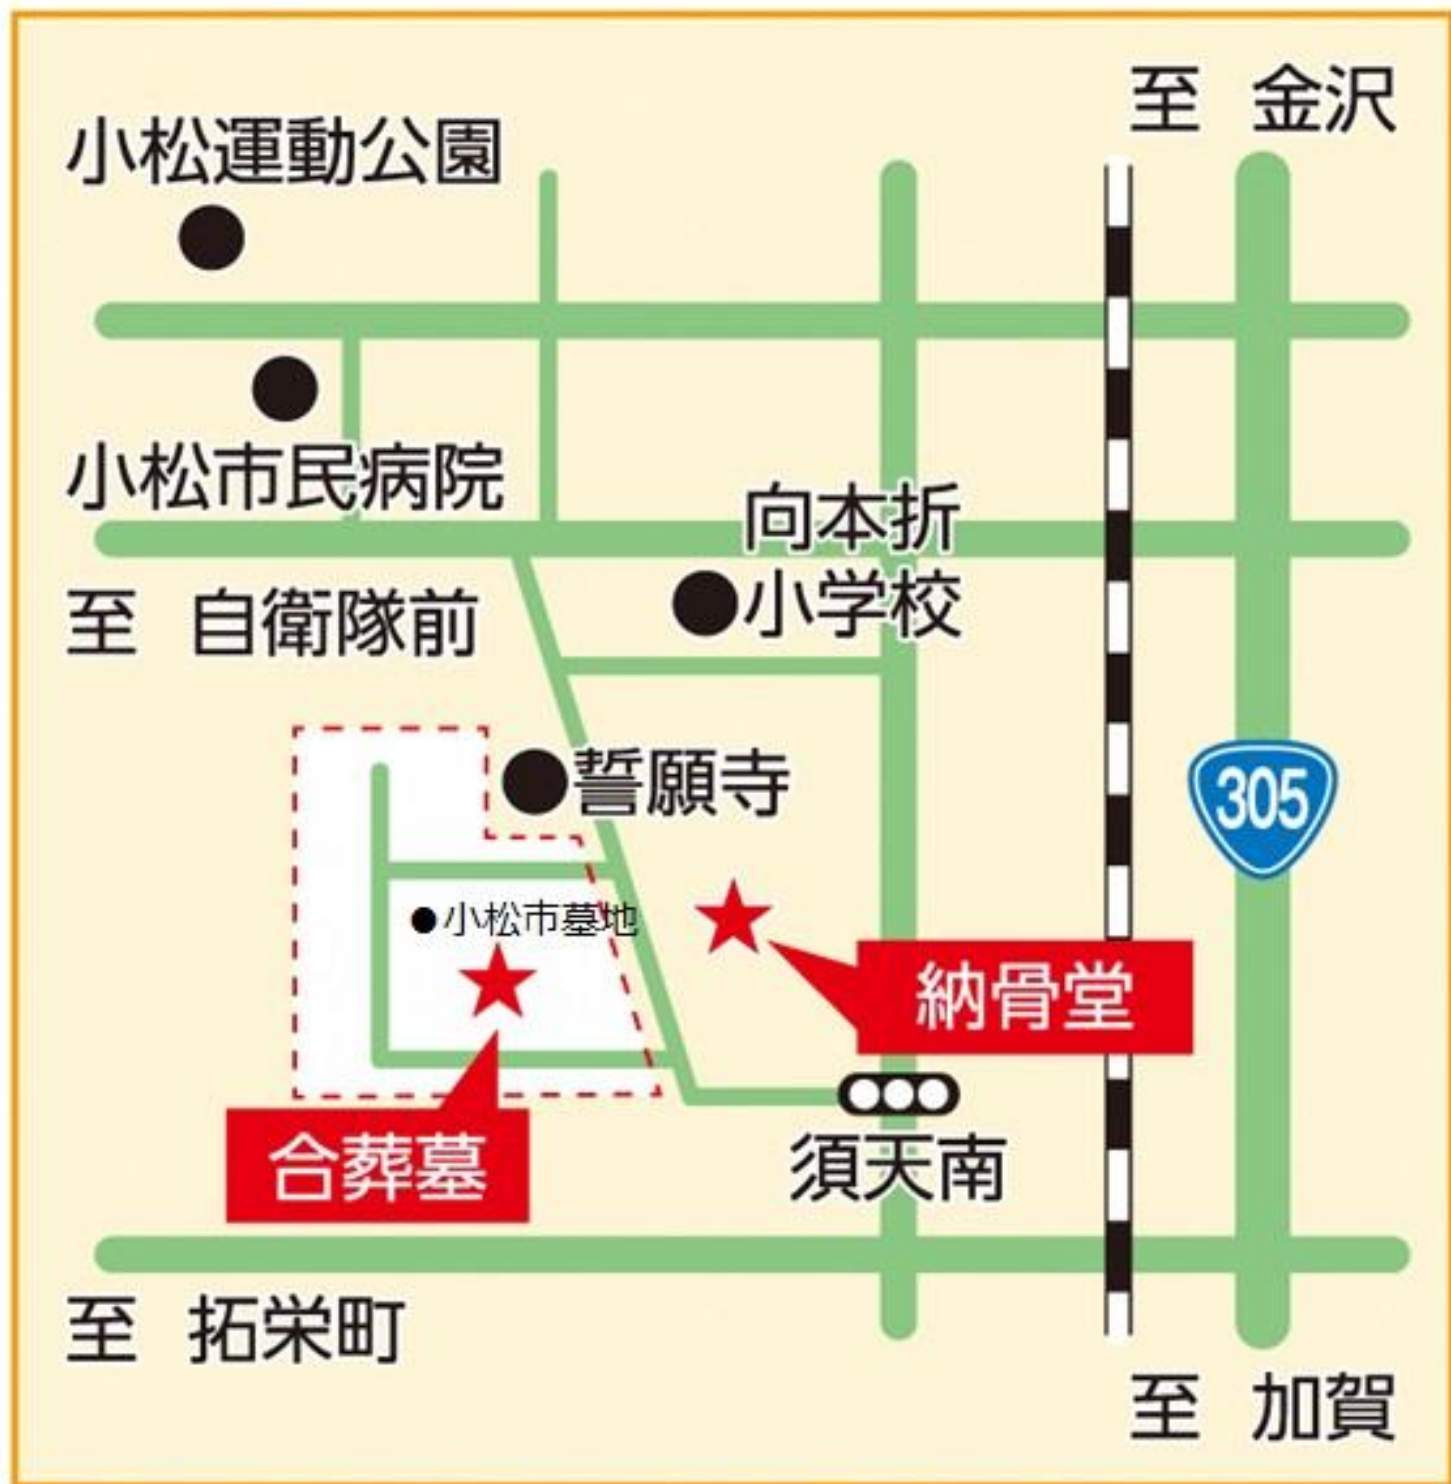 至 金沢
小松運動公園
小松市民病院
向本折
小学校
至 自衛隊前
誓願寺
305
小松市墓地
納骨堂
合葬墓
須天南
至 拓栄町
至 加賀